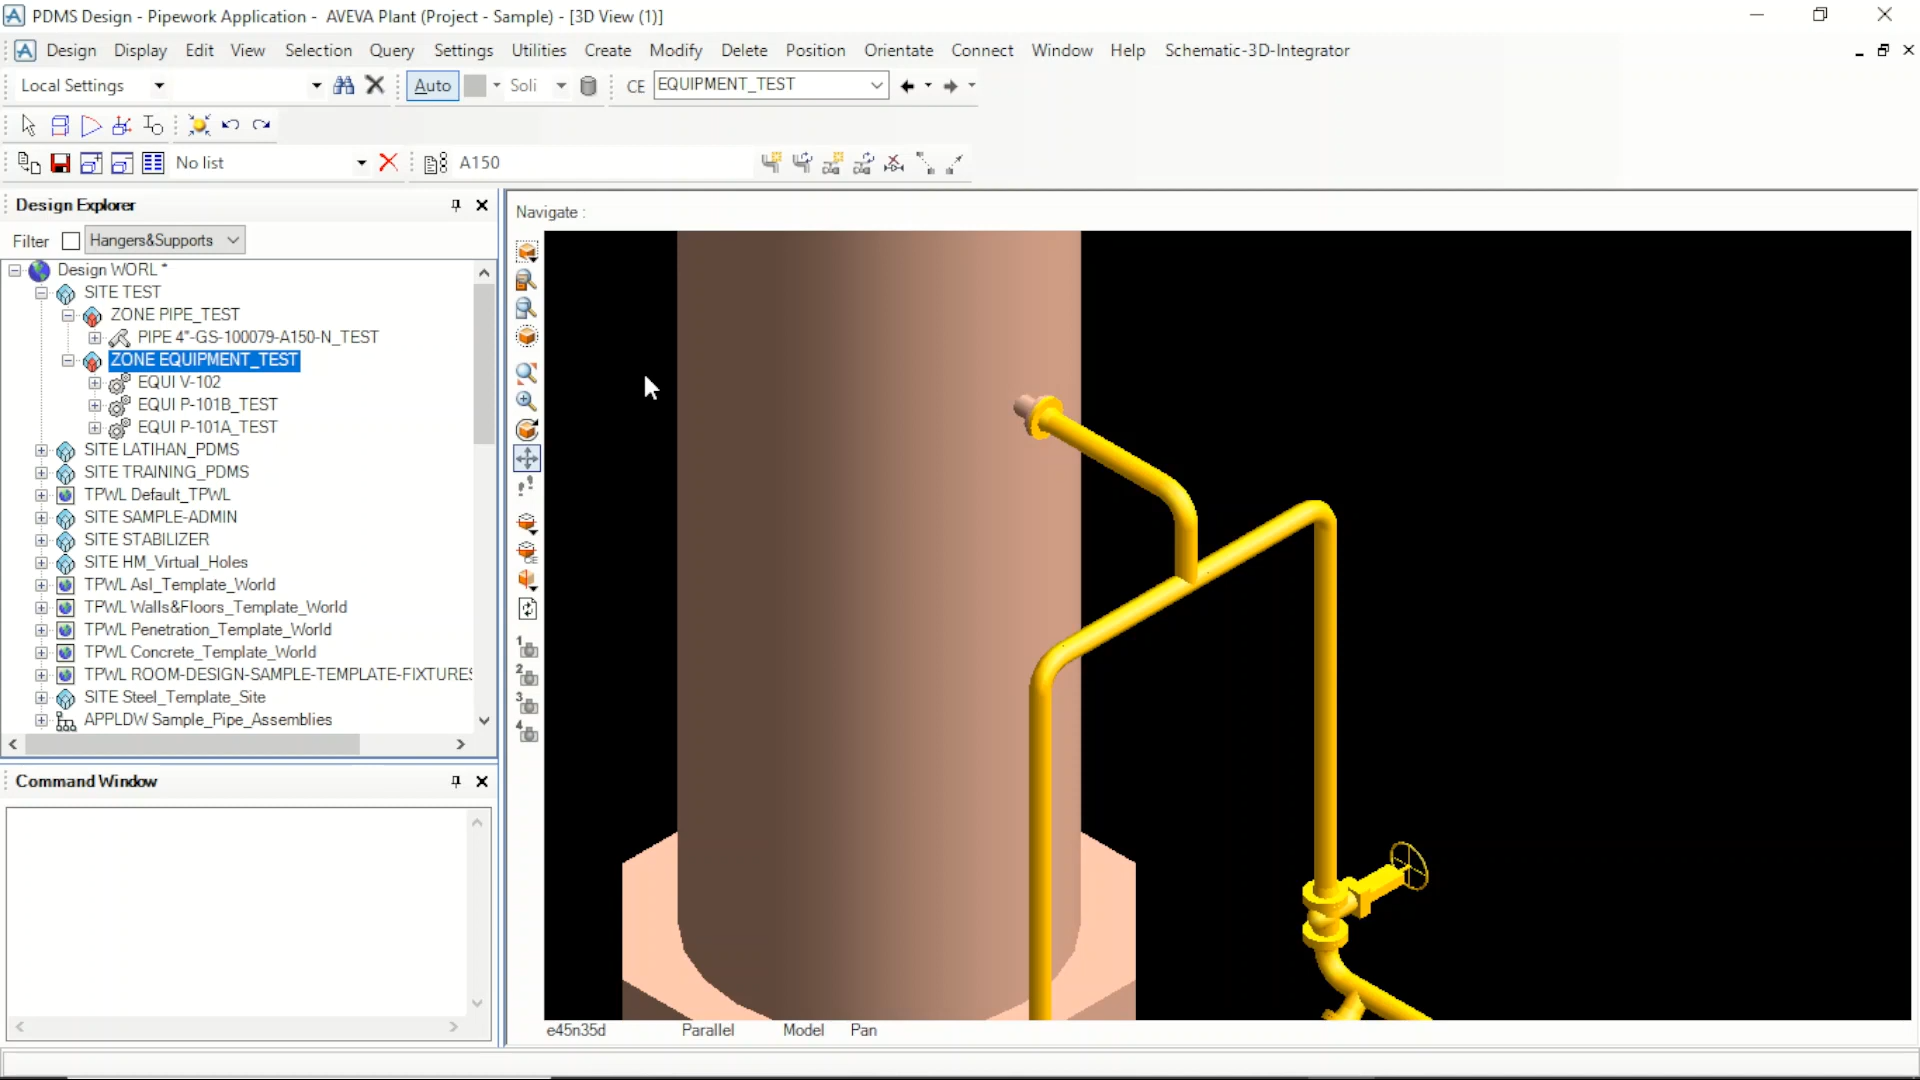 PDMS Design - Pipework Application - AVEVA Plant (Project - Sample) - [3D View (1)]
Design Display Edit View Selection Query Settings Utilities Create Modify Delete Position Orientate Connect Window Help Schematic-3D-Integrator
Local Settings Auto Soli CE EQUIPMENT_TEST
No list A150
Design Explorer
Navigate :
Filter Hangers&Supports
Design WORL *
SITE TEST
ZONE PIPE_TEST
PIPE 4"-GS-100079-A150-N_TEST
ZONE EQUIPMENT_TEST
EQUI V-102
EQUI P-101B_TEST
EQUI P-101A_TEST
SITE LATIHAN_PDMS
SITE TRAINING_PDMS
TPWL Default_TPWL
SITE SAMPLE-ADMIN
SITE STABILIZER
SITE HM_Virtual_Holes
TPWL Asl_Template_World
TPWL Walls&Floors_Template_World
TPWL Penetration_Template_World
TPWL Concrete_Template_World
TPWL ROOM-DESIGN-SAMPLE-TEMPLATE-FIXTURES
SITE Steel_Template_Site
APPLDW Sample_Pipe_Assemblies
CE
1
2
3
4
Command Window
e45n35d Parallel Model Pan